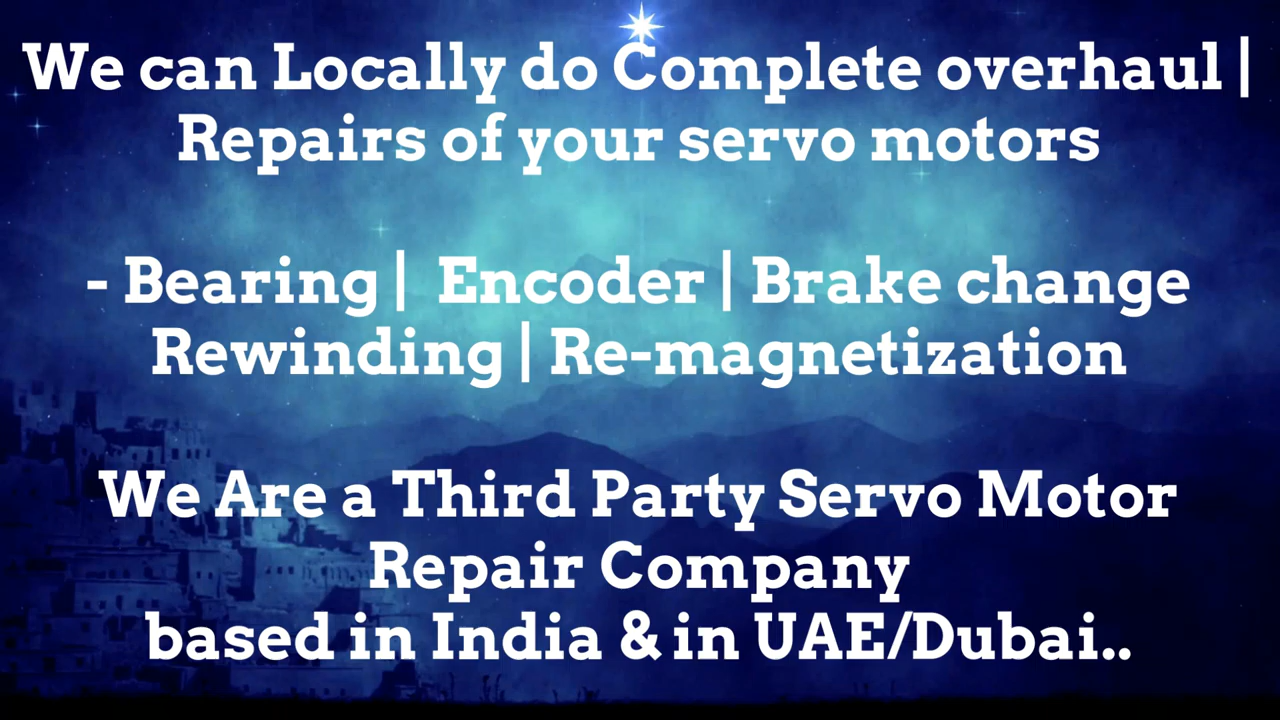 We can Locally do Complete overhaul |
Repairs of your servo motors
- Bearing |  Encoder | Brake change
Rewinding | Re-magnetization
We Are a Third Party Servo Motor
Repair Company
based in India & in UAE/Dubai..